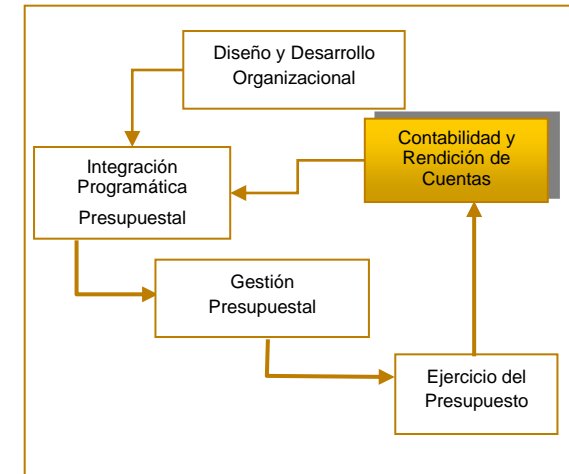 Diseño y Desarrollo
Organizacional
Contabilidad y
Rendición de
Cuentas
Integración
Programática
Presupuestal
Gestión
Presupuestal
Ejercicio del
Presupuesto